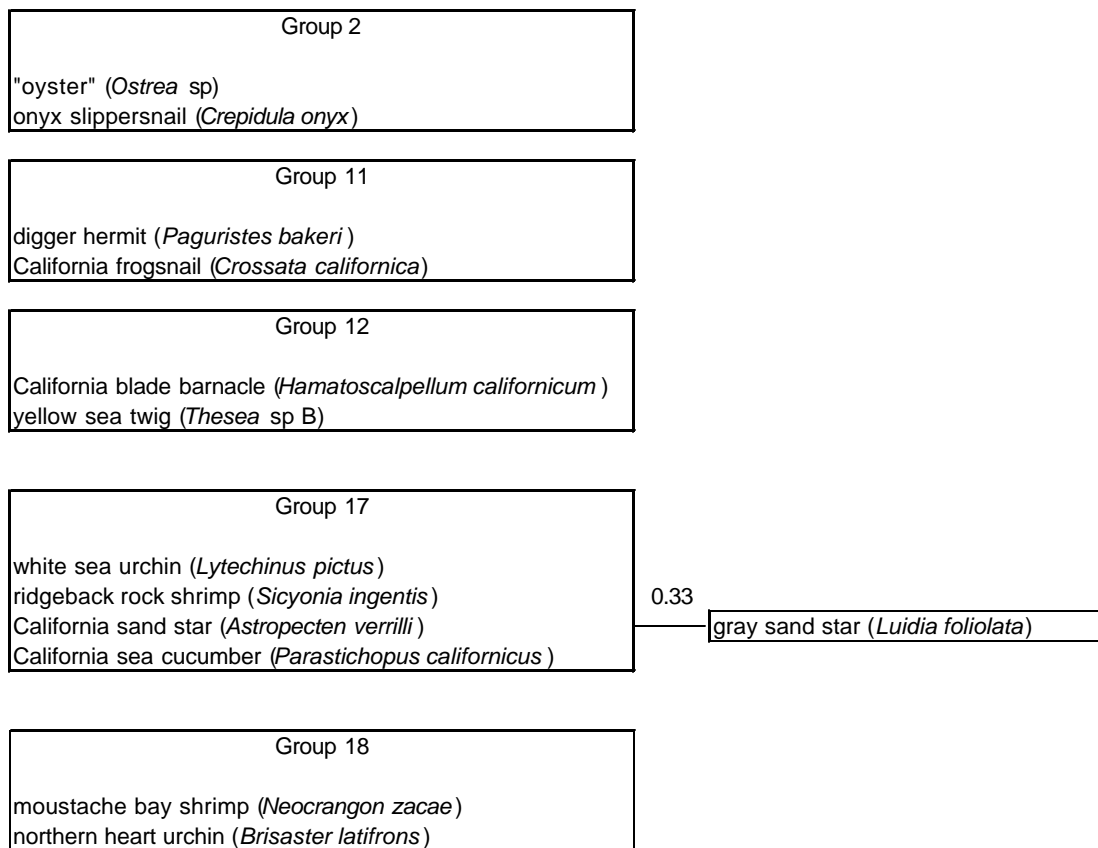 Group 2
"oyster" (Ostrea sp)
onyx slippersnail (Crepidula onyx)
Group 11
digger hermit (Paguristes bakeri)
California frogsnail (Crossata californica)
Group 12
California blade barnacle (Hamatoscalpellum californicum)
yellow sea twig (Thesea sp B)
Group 17
white sea urchin (Lytechinus pictus)
ridgeback rock shrimp (Sicyonia ingentis)
California sand star (Astropecten verrilli)
California sea cucumber (Parastichopus californicus)
0.33
gray sand star (Luidia foliolata)
Group 18
moustache bay shrimp (Neocrangon zacae)
northern heart urchin (Brisaster latifrons)